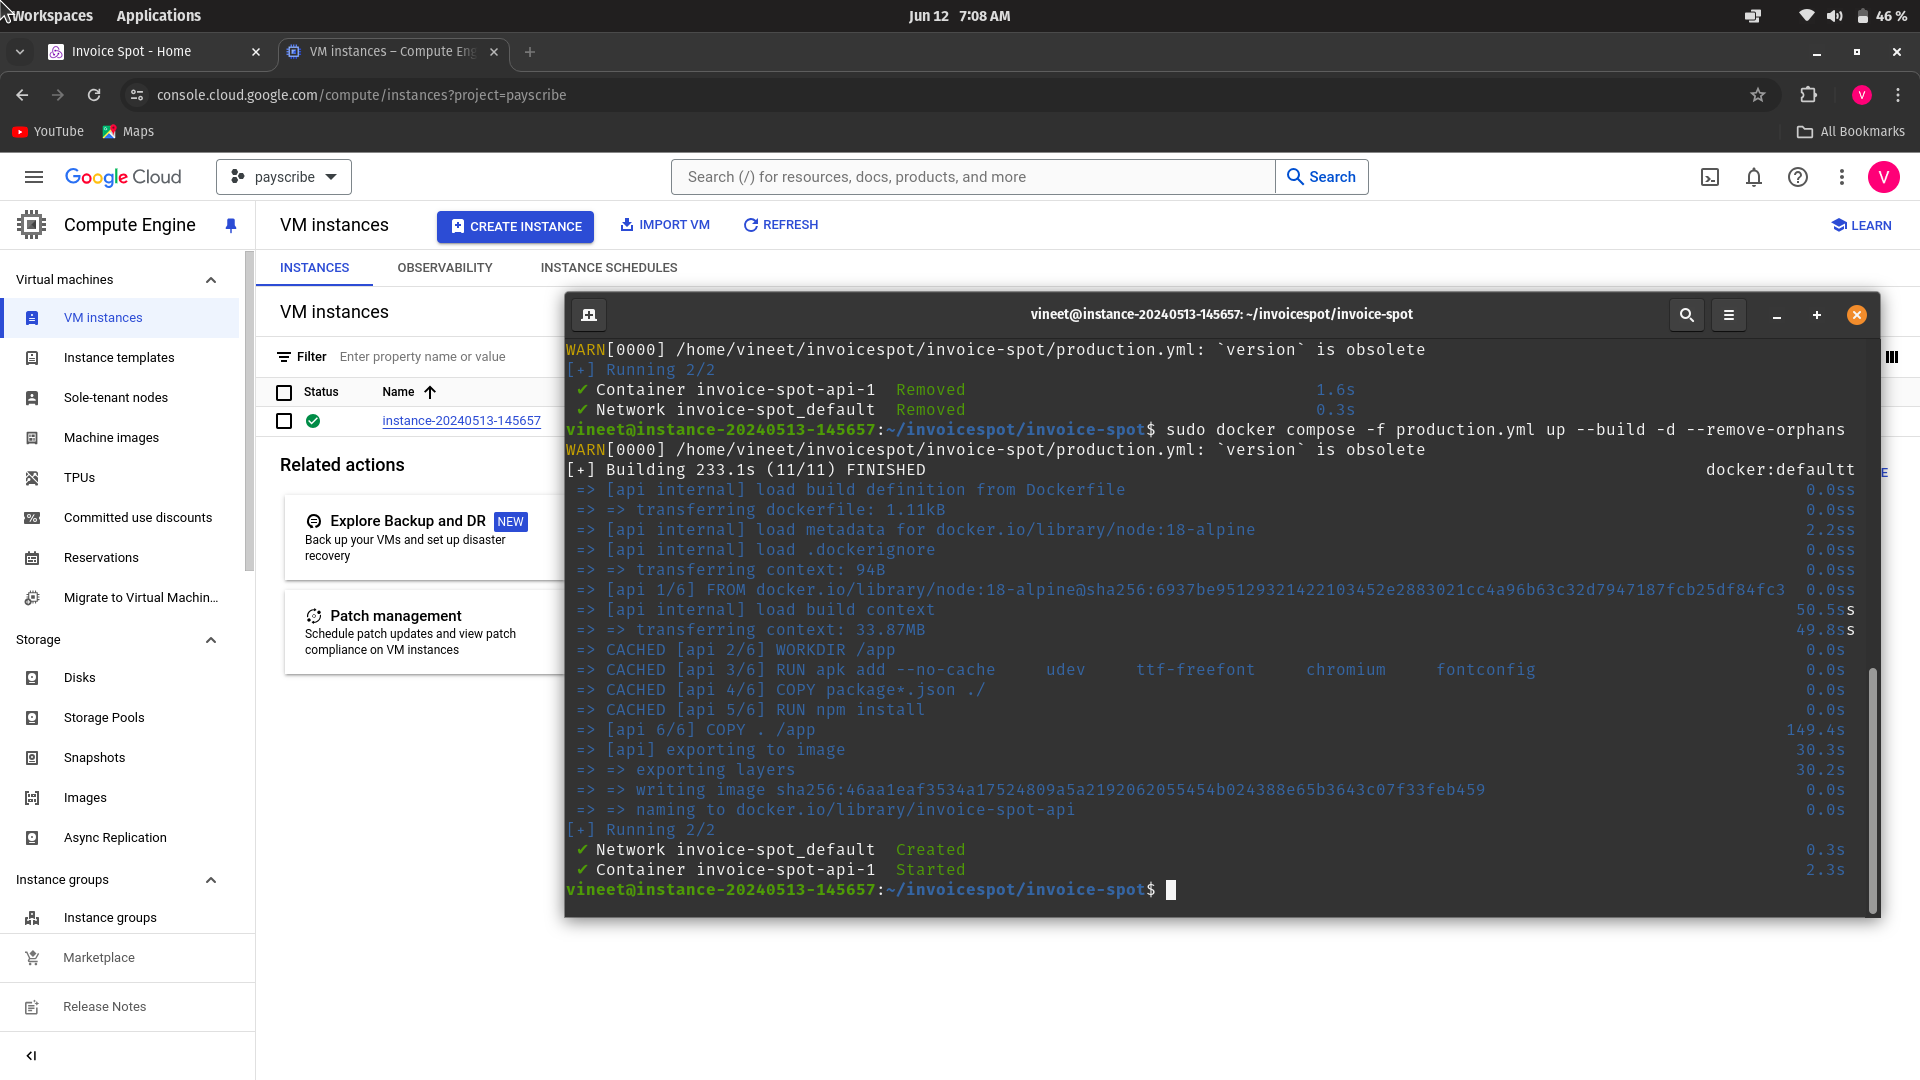 Workspaces Applications Jun 12 7:08 AM 46 %
Invoice Spot - Home VM instances – Compute Eng
console.cloud.google.com/compute/instances?project=payscribe
YouTube Maps All Bookmarks
Google Cloud payscribe Search (/) for resources, docs, products, and more Search V
Compute Engine VM instances CREATE INSTANCE IMPORT VM REFRESH LEARN
INSTANCES OBSERVABILITY INSTANCE SCHEDULES
Virtual machines
VM instances
Instance templates
Sole-tenant nodes
Machine images
TPUs
Committed use discounts
Reservations
Migrate to Virtual Machin...
Storage
Disks
Storage Pools
Snapshots
Images
Async Replication
Instance groups
Instance groups
Marketplace
Release Notes
VM instances
Filter Enter property name or value
Status Name
instance-20240513-145657
Related actions
Explore Backup and DR NEW
Back up your VMs and set up disaster
recovery
Patch management
Schedule patch updates and view patch
compliance on VM instances
vineet@instance-20240513-145657: ~/invoicespot/invoice-spot
WARN[0000] /home/vineet/invoicespot/invoice-spot/production.yml: `version` is obsolete
[+] Running 2/2
✔ Container invoice-spot-api-1 Removed 1.6s
✔ Network invoice-spot_default Removed 0.3s
vineet@instance-20240513-145657:~/invoicespot/invoice-spot$ sudo docker compose -f production.yml up --build -d --remove-orphans
WARN[0000] /home/vineet/invoicespot/invoice-spot/production.yml: `version` is obsolete
[+] Building 233.1s (11/11) FINISHED docker:defaultt
=> [api internal] load build definition from Dockerfile 0.0ss
=> => transferring dockerfile: 1.11kB 0.0ss
=> [api internal] load metadata for docker.io/library/node:18-alpine 2.2ss
=> [api internal] load .dockerignore 0.0ss
=> => transferring context: 94B 0.0ss
=> [api 1/6] FROM docker.io/library/node:18-alpine@sha256:6937be95129321422103452e2883021cc4a96b63c32d7947187fcb25df84fc3 0.0ss
=> [api internal] load build context 50.5ss
=> => transferring context: 33.87MB 49.8ss
=> CACHED [api 2/6] WORKDIR /app 0.0s
=> CACHED [api 3/6] RUN apk add --no-cache udev ttf-freefont chromium fontconfig 0.0s
=> CACHED [api 4/6] COPY package*.json ./ 0.0s
=> CACHED [api 5/6] RUN npm install 0.0s
=> [api 6/6] COPY . /app 149.4s
=> [api] exporting to image 30.3s
=> => exporting layers 30.2s
=> => writing image sha256:46aa1eaf3534a17524809a5a2192062055454b024388e65b3643c07f33feb459 0.0s
=> => naming to docker.io/library/invoice-spot-api 0.0s
[+] Running 2/2
✔ Network invoice-spot_default Created 0.3s
✔ Container invoice-spot-api-1 Started 2.3s
vineet@instance-20240513-145657:~/invoicespot/invoice-spot$